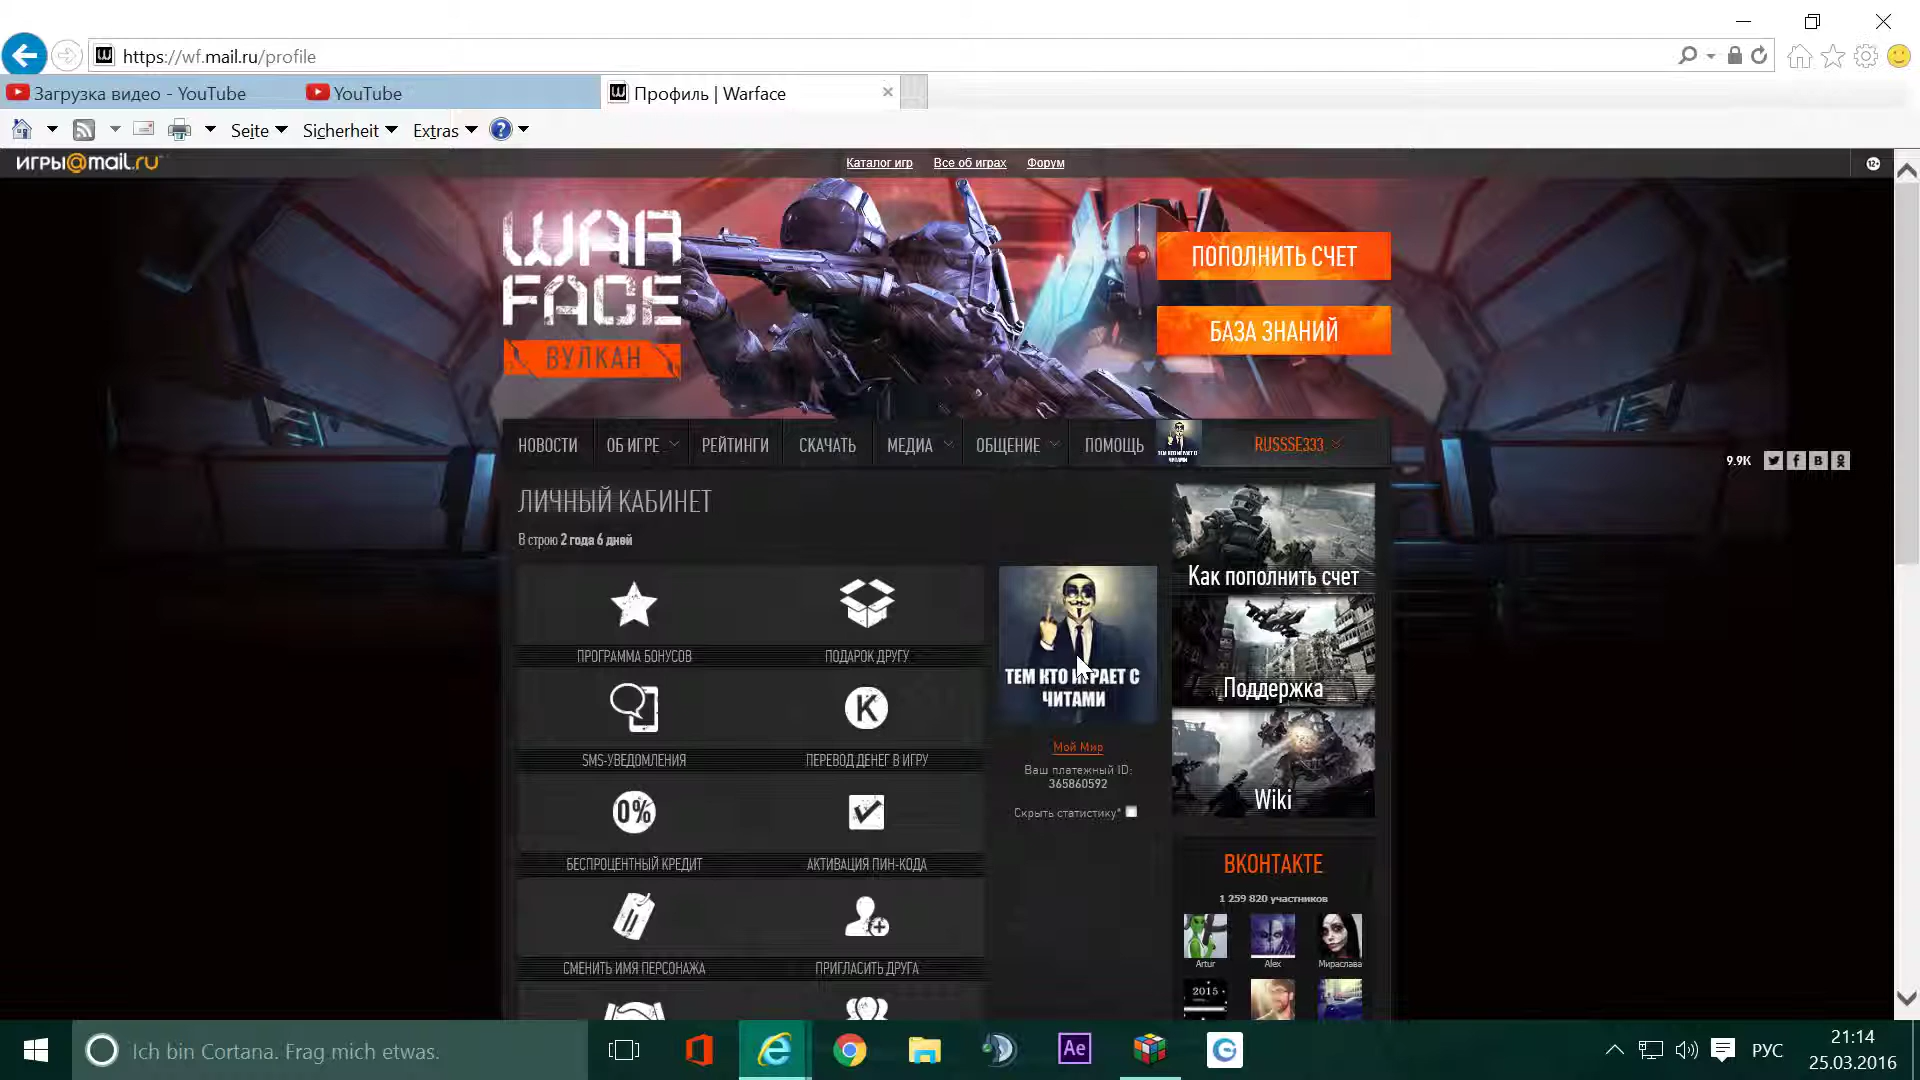 https://wf.mail.ru/profile
Загрузка видео - YouTube
YouTube
Профиль | Warface
Seite
Sicherheit
Extras
игры@mail.ru
Каталог игр
Все об играх
Форум
12+
WAR
FACE
ВУЛКАН
ПОПОЛНИТЬ СЧЕТ
БАЗА ЗНАНИЙ
НОВОСТИ
ОБ ИГРЕ
РЕЙТИНГИ
СКАЧАТЬ
МЕДИА
ОБЩЕНИЕ
ПОМОЩЬ
RUSSSE333
9.9K
ЛИЧНЫЙ КАБИНЕТ
В строю 2 года 6 дней
ПРОГРАММА БОНУСОВ
ПОДАРОК ДРУГУ
SMS-УВЕДОМЛЕНИЯ
ПЕРЕВОД ДЕНЕГ В ИГРУ
0%
БЕСПРОЦЕНТНЫЙ КРЕДИТ
АКТИВАЦИЯ ПИН-КОДА
СМЕНИТЬ ИМЯ ПЕРСОНАЖА
ПРИГЛАСИТЬ ДРУГА
ТЕМ КТО ИГРАЕТ С
ЧИТАМИ
Мой Мир
Ваш платежный ID:
365860592
Скрыть статистику*
Как пополнить счет
Поддержка
Wiki
ВКОНТАКТЕ
1 259 820 участников
Artur
Alex
Мираслава
2015
Ich bin Cortana. Frag mich etwas.
Ae
РУС
21:14
25.03.2016